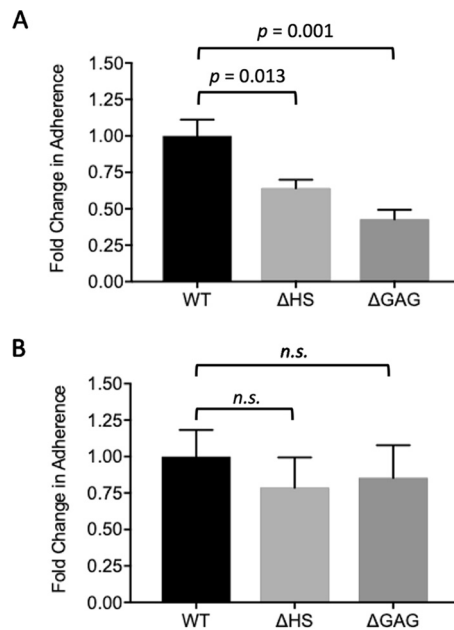 A
p = 0.001
p = 0.013
Fold Change in Adherence
1.50
1.25
1.00
0.75
0.50
0.25
0.00
WT ΔHS ΔGAG
B
n.s.
n.s.
Fold Change in Adherence
1.50
1.25
1.00
0.75
0.50
0.25
0.00
WT ΔHS ΔGAG